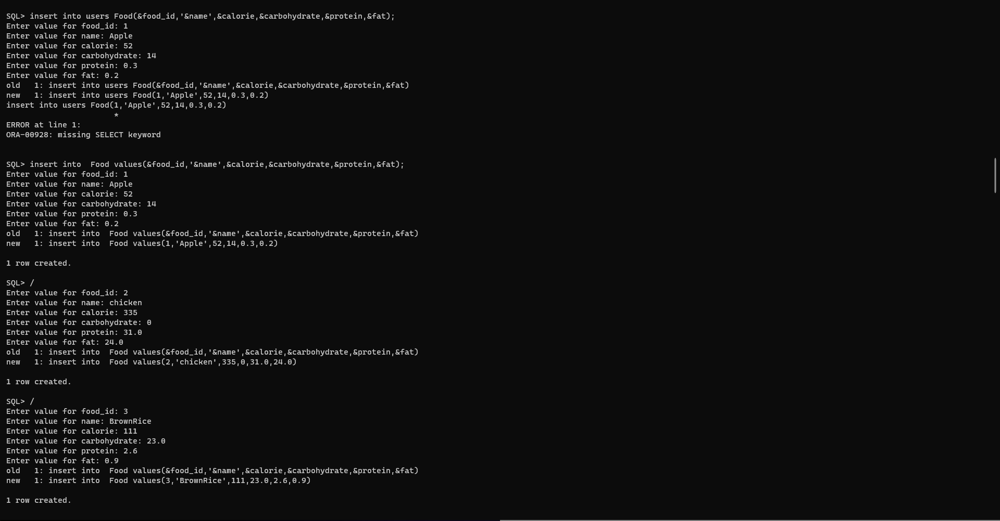 SQL> insert into users Food(&food_id,'&name',&calorie,&carbohydrate,&protein,&fat);
Enter value for food_id: 1
Enter value for name: Apple
Enter value for calorie: 52
Enter value for carbohydrate: 14
Enter value for protein: 0.3
Enter value for fat: 0.2
old   1: insert into users Food(&food_id,'&name',&calorie,&carbohydrate,&protein,&fat)
new   1: insert into users Food(1,'Apple',52,14,0.3,0.2)
insert into users Food(1,'Apple',52,14,0.3,0.2)
                       *
ERROR at line 1:
ORA-00928: missing SELECT keyword
SQL> insert into  Food values(&food_id,'&name',&calorie,&carbohydrate,&protein,&fat);
Enter value for food_id: 1
Enter value for name: Apple
Enter value for calorie: 52
Enter value for carbohydrate: 14
Enter value for protein: 0.3
Enter value for fat: 0.2
old   1: insert into  Food values(&food_id,'&name',&calorie,&carbohydrate,&protein,&fat)
new   1: insert into  Food values(1,'Apple',52,14,0.3,0.2)
1 row created.
SQL> /
Enter value for food_id: 2
Enter value for name: chicken
Enter value for calorie: 335
Enter value for carbohydrate: 0
Enter value for protein: 31.0
Enter value for fat: 24.0
old   1: insert into  Food values(&food_id,'&name',&calorie,&carbohydrate,&protein,&fat)
new   1: insert into  Food values(2,'chicken',335,0,31.0,24.0)
1 row created.
SQL> /
Enter value for food_id: 3
Enter value for name: BrownRice
Enter value for calorie: 111
Enter value for carbohydrate: 23.0
Enter value for protein: 2.6
Enter value for fat: 0.9
old   1: insert into  Food values(&food_id,'&name',&calorie,&carbohydrate,&protein,&fat)
new   1: insert into  Food values(3,'BrownRice',111,23.0,2.6,0.9)
1 row created.